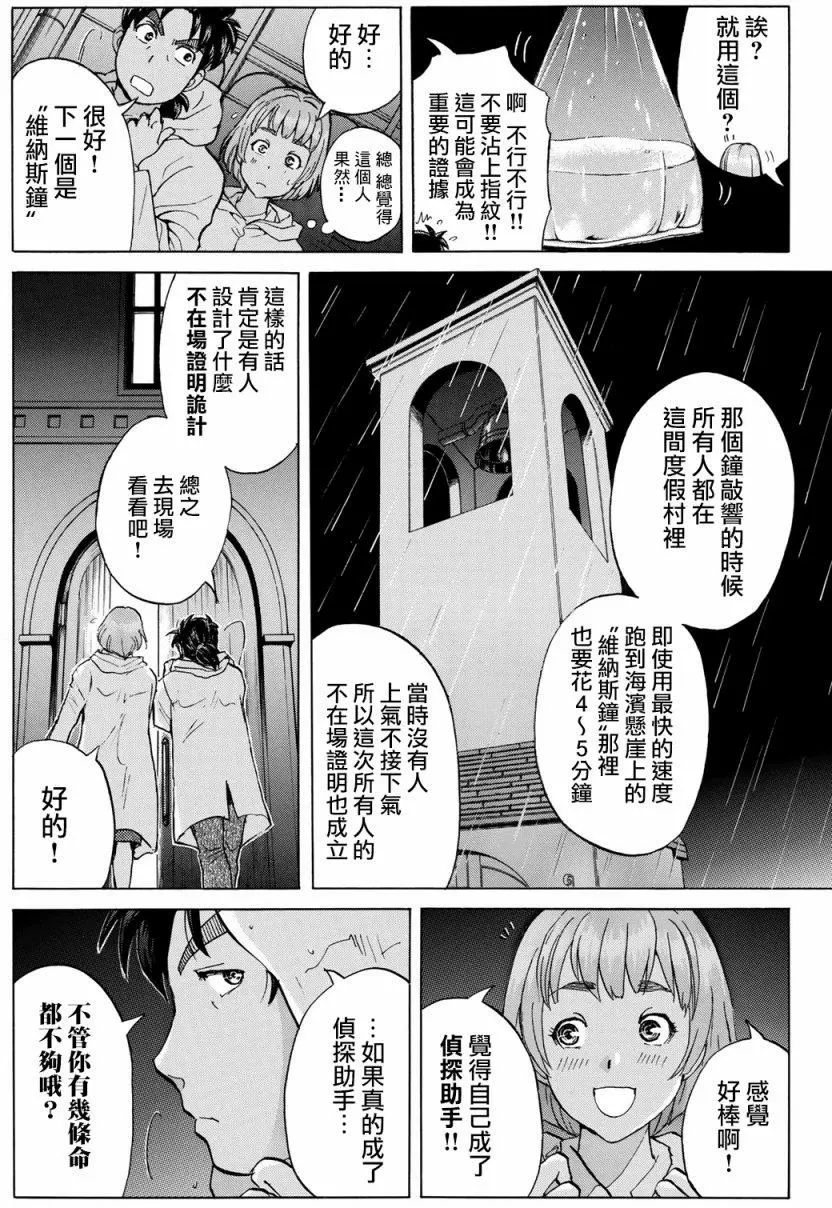 誒?
就用這個?
啊 不行不行!!
不要沾上指紋!!
這可能會成為
重要的證據
好…
好的
總 總覺得
這個人
果然…
很好!
下一個是
“維納斯鐘”
那個鐘敲響的時候
所有人都在
這間度假村裡
即使用最快的速度
跑到海濱懸崖上的
“維納斯鐘”那裡
也要花4～5分鐘
當時沒有人
上氣不接下氣
所以這次所有人的
不在場證明也成立
這樣的話
肯定是有人
設計了什麼
不在場證明詭計
總之
去現場
看看吧!
好的!
感覺
好棒啊!
覺得自己成了
偵探助手!!
…如果真的成了
偵探助手…
不管你有幾條命
都不夠哦?